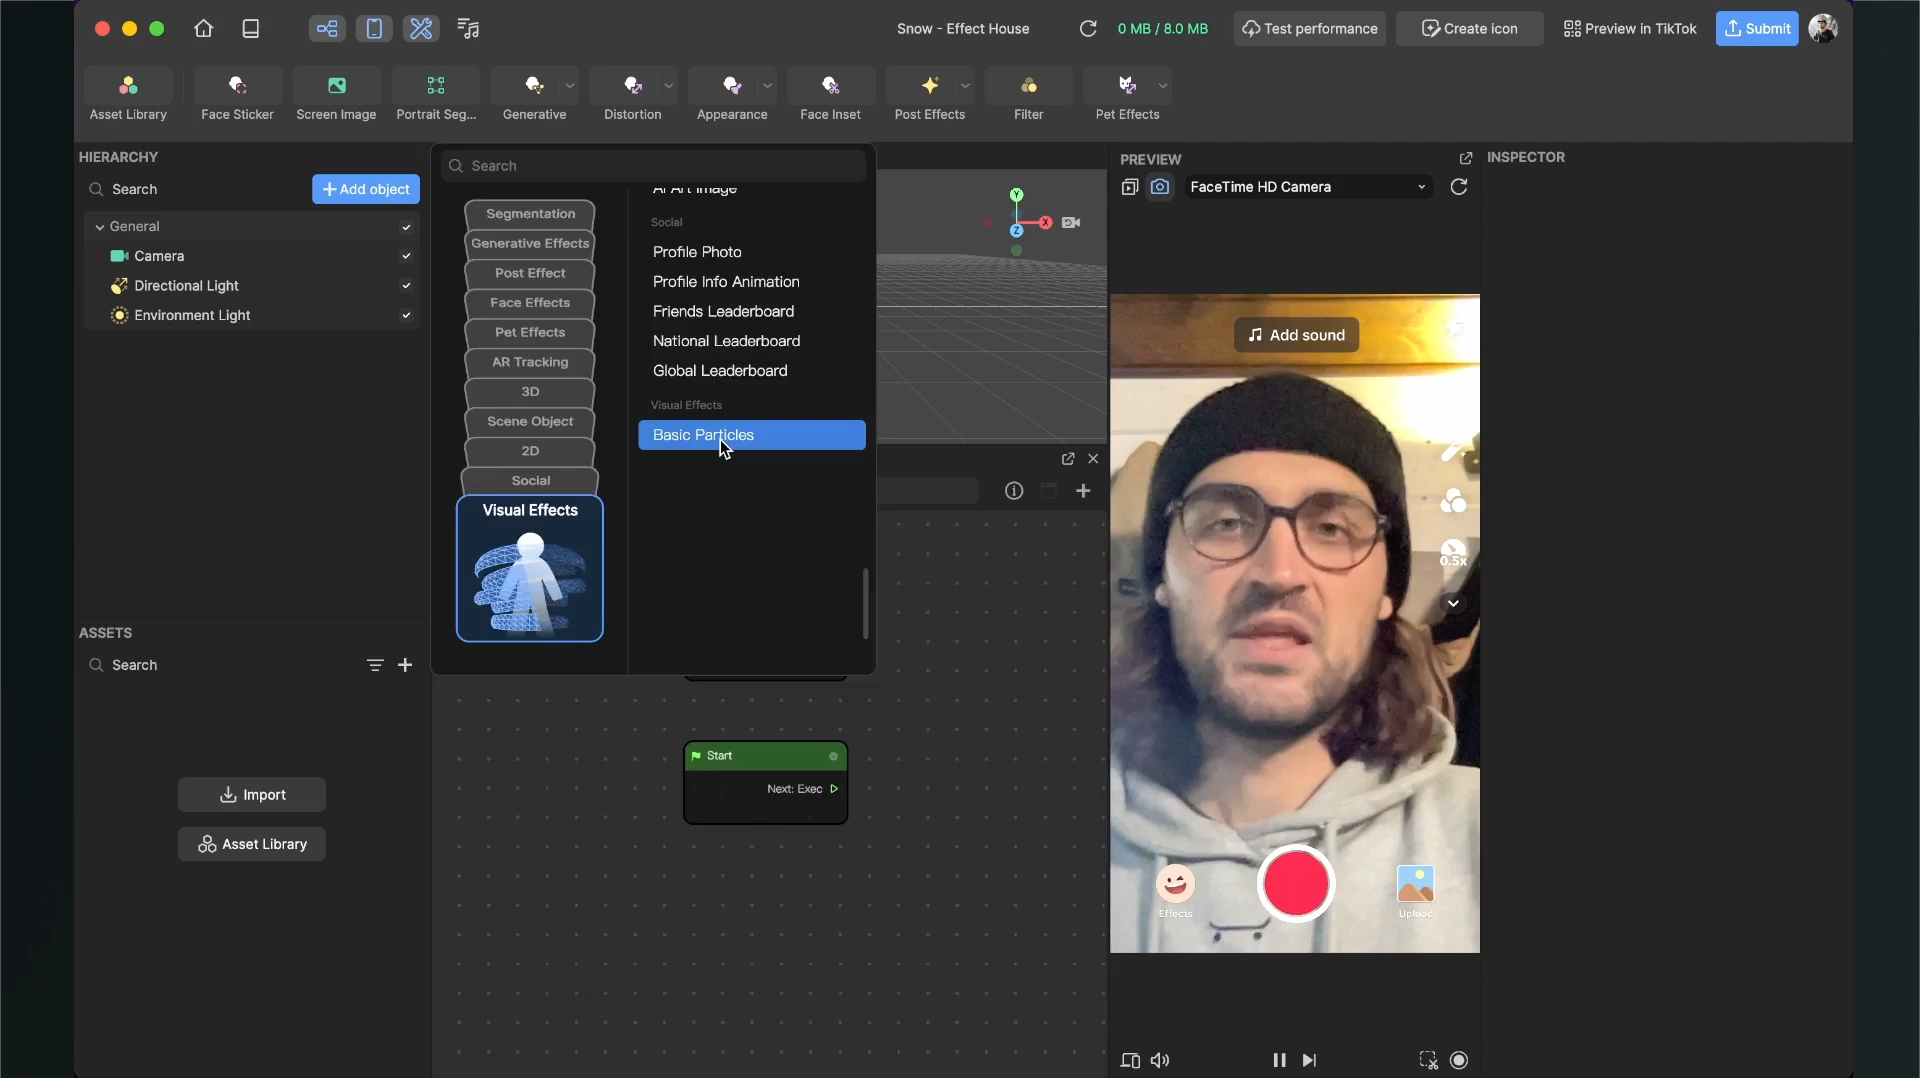 Snow - Effect House
0 MB / 8.0 MB
Test performance
Create icon
Preview in TikTok
Submit
Asset Library
Face Sticker
Screen Image
Portrait Seg...
Generative
Distortion
Appearance
Face Inset
Post Effects
Filter
Pet Effects
HIERARCHY
Search
Add object
General
Camera
Directional Light
Environment Light
Search
Segmentation
Generative Effects
Post Effect
Face Effects
Pet Effects
AR Tracking
3D
Scene Object
2D
Social
Visual Effects
AI Art Image
Social
Profile Photo
Profile Info Animation
Friends Leaderboard
National Leaderboard
Global Leaderboard
Visual Effects
Basic Particles
Y
X
Z
Start
Next: Exec
ASSETS
Search
Import
Asset Library
PREVIEW
FaceTime HD Camera
Add sound
0.5x
Effects
Upload
INSPECTOR